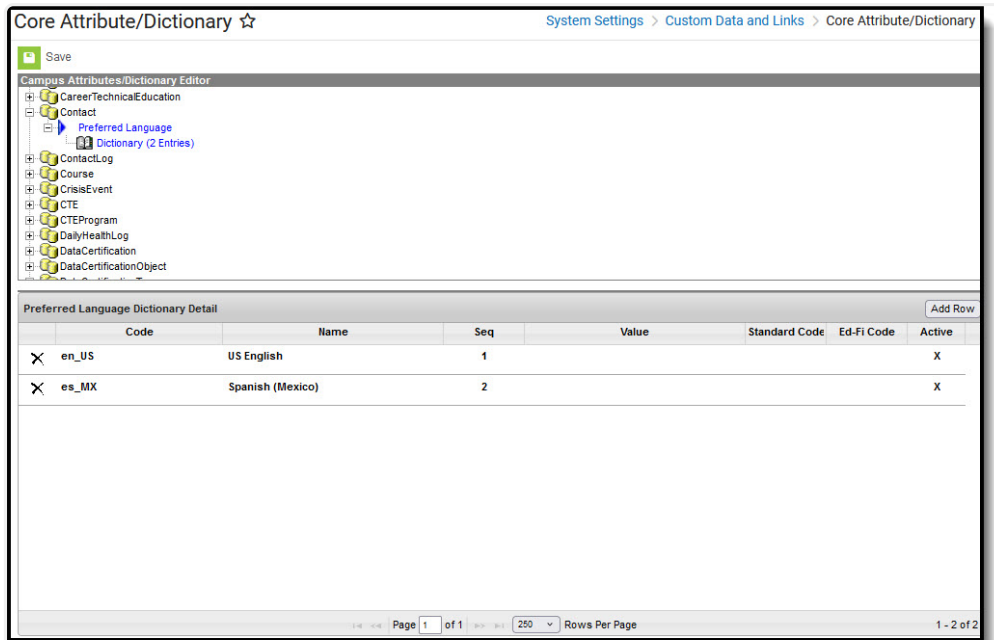 Core Attribute/Dictionary ☆ System Settings > Custom Data and Links > Core Attribute/Dictionary
Save
Campus Attributes/Dictionary Editor
CareerTechnicalEducation
Contact
Preferred Language
Dictionary (2 Entries)
ContactLog
Course
CrisisEvent
CTE
CTEProgram
DailyHealthLog
DataCertification
DataCertificationObject
Preferred Language Dictionary Detail Add Row
Code Name Seq Value Standard Code Ed-Fi Code Active
X en_US US English 1 X
X es_MX Spanish (Mexico) 2 X
Page 1 of 1 250 Rows Per Page 1 - 2 of 2